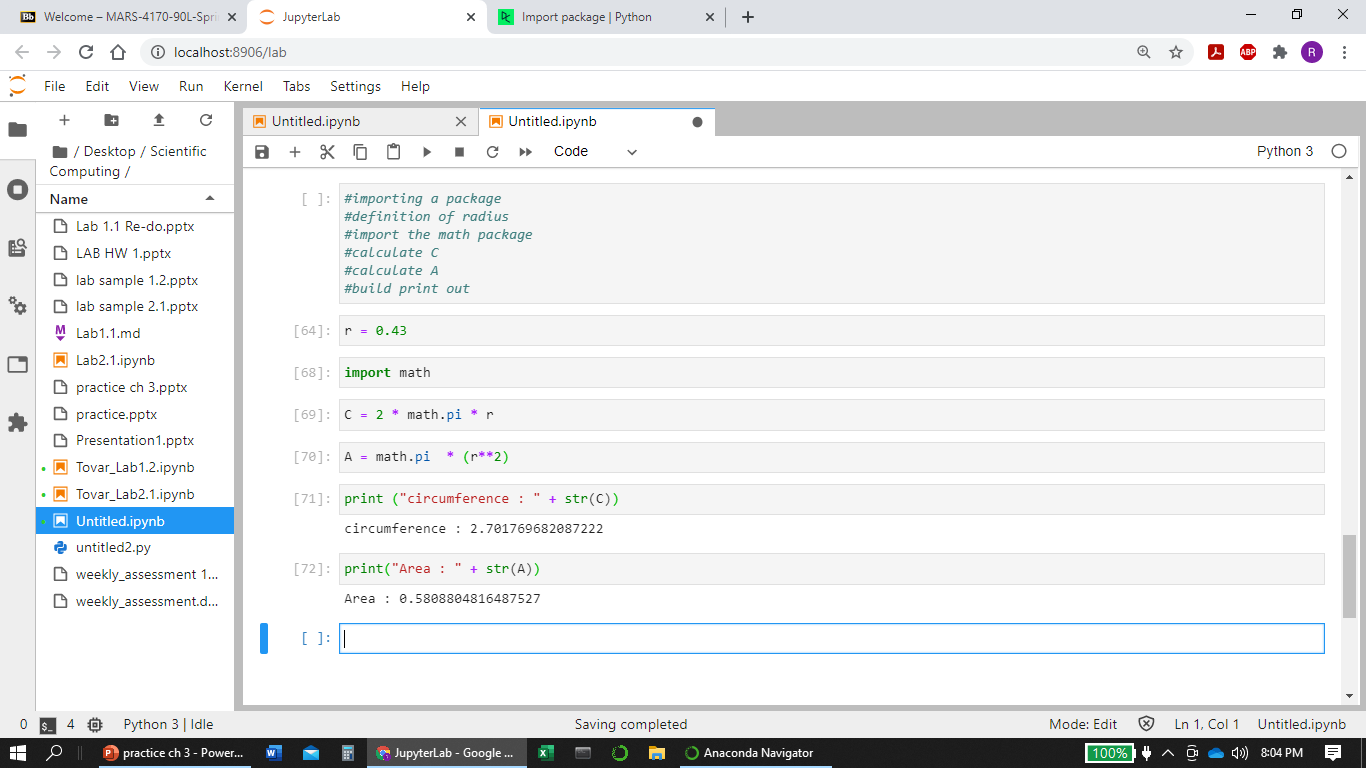 Welcome – MARS-4170-90L-Spri
JupyterLab
Import package | Python
localhost:8906/lab
ABP
R
File Edit View Run Kernel Tabs Settings Help
Untitled.ipynb
Untitled.ipynb
/ Desktop / Scientific
Computing /
Code
Python 3
Name
Lab 1.1 Re-do.pptx
LAB HW 1.pptx
lab sample 1.2.pptx
lab sample 2.1.pptx
Lab1.1.md
Lab2.1.ipynb
practice ch 3.pptx
practice.pptx
Presentation1.pptx
Tovar_Lab1.2.ipynb
Tovar_Lab2.1.ipynb
Untitled.ipynb
untitled2.py
weekly_assessment 1...
weekly_assessment.d...
[ ]: #importing a package
#definition of radius
#import the math package
#calculate C
#calculate A
#build print out
[64]: r = 0.43
[68]: import math
[69]: C = 2 * math.pi * r
[70]: A = math.pi  * (r**2)
[71]: print ("circumference : " + str(C))
circumference : 2.701769682087222
[72]: print("Area : " + str(A))
Area : 0.5808804816487527
[ ]:
0 4 Python 3 | Idle Saving completed Mode: Edit Ln 1, Col 1 Untitled.ipynb
practice ch 3 - Power... JupyterLab - Google ... Anaconda Navigator 100% 8:04 PM